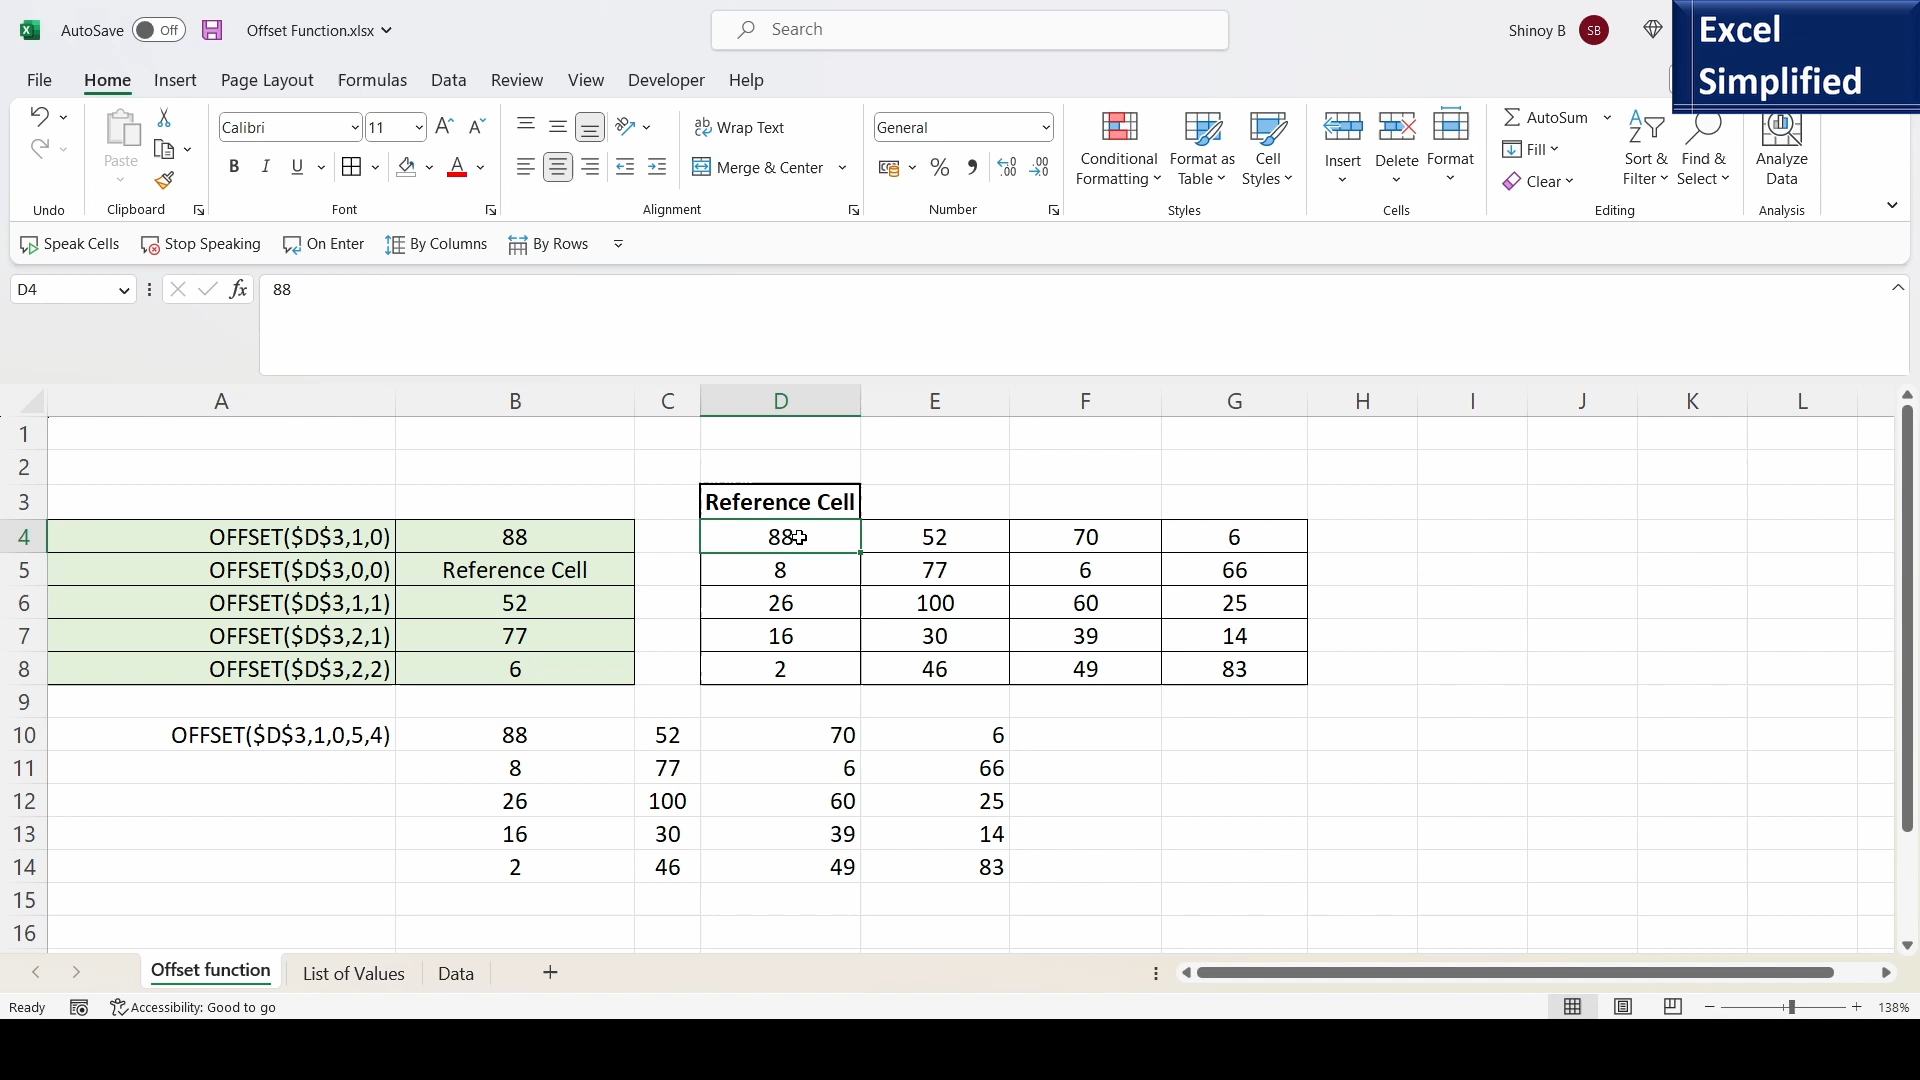 AutoSave Off Offset Function.xlsx Search Shinoy B SB
Excel
Simplified
File Home Insert Page Layout Formulas Data Review View Developer Help
Paste
Calibri 11
B I U A
ab Wrap Text
Merge & Center
General
Conditional Formatting
Format as Table
Cell Styles
Insert
Delete
Format
AutoSum
Fill
Clear
Sort & Filter
Find & Select
Analyze Data
Undo Clipboard Font Alignment Number Styles Cells Editing Analysis
Speak Cells Stop Speaking On Enter By Columns By Rows
D4 fx 88
A B C D E F G H I J K L
1
2
3 Reference Cell
4 OFFSET($D$3,1,0) 88 88 52 70 6
5 OFFSET($D$3,0,0) Reference Cell 8 77 6 66
6 OFFSET($D$3,1,1) 52 26 100 60 25
7 OFFSET($D$3,2,1) 77 16 30 39 14
8 OFFSET($D$3,2,2) 6 2 46 49 83
9
10 OFFSET($D$3,1,0,5,4) 88 52 70 6
11 8 77 6 66
12 26 100 60 25
13 16 30 39 14
14 2 46 49 83
15
16
Offset function List of Values Data
Ready Accessibility: Good to go 138%